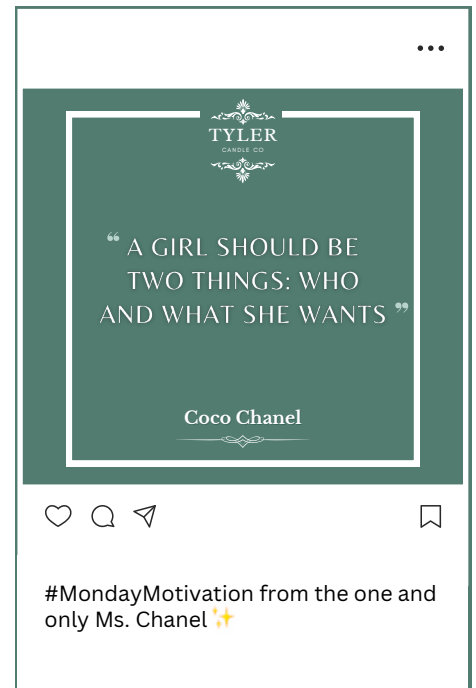 TYLER
CANDLE CO
“ A GIRL SHOULD BE
TWO THINGS: WHO
AND WHAT SHE WANTS ”
Coco Chanel
#MondayMotivation from the one and
only Ms. Chanel✨